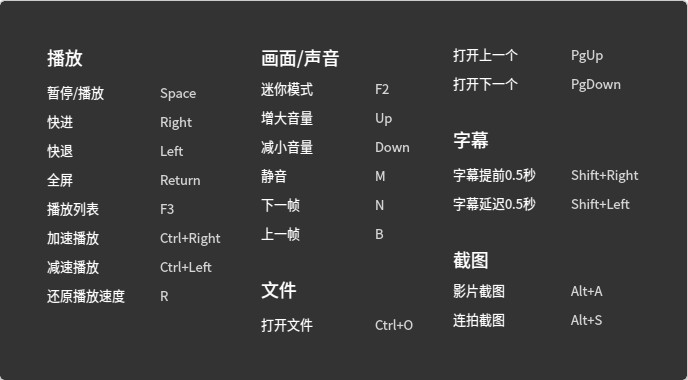 播放
暂停/播放 Space
快进 Right
快退 Left
全屏 Return
播放列表 F3
加速播放 Ctrl+Right
减速播放 Ctrl+Left
还原播放速度 R
画面/声音
迷你模式 F2
增大音量 Up
减小音量 Down
静音 M
下一帧 N
上一帧 B
文件
打开文件 Ctrl+O
打开上一个 PgUp
打开下一个 PgDown
字幕
字幕提前0.5秒 Shift+Right
字幕延迟0.5秒 Shift+Left
截图
影片截图 Alt+A
连拍截图 Alt+S